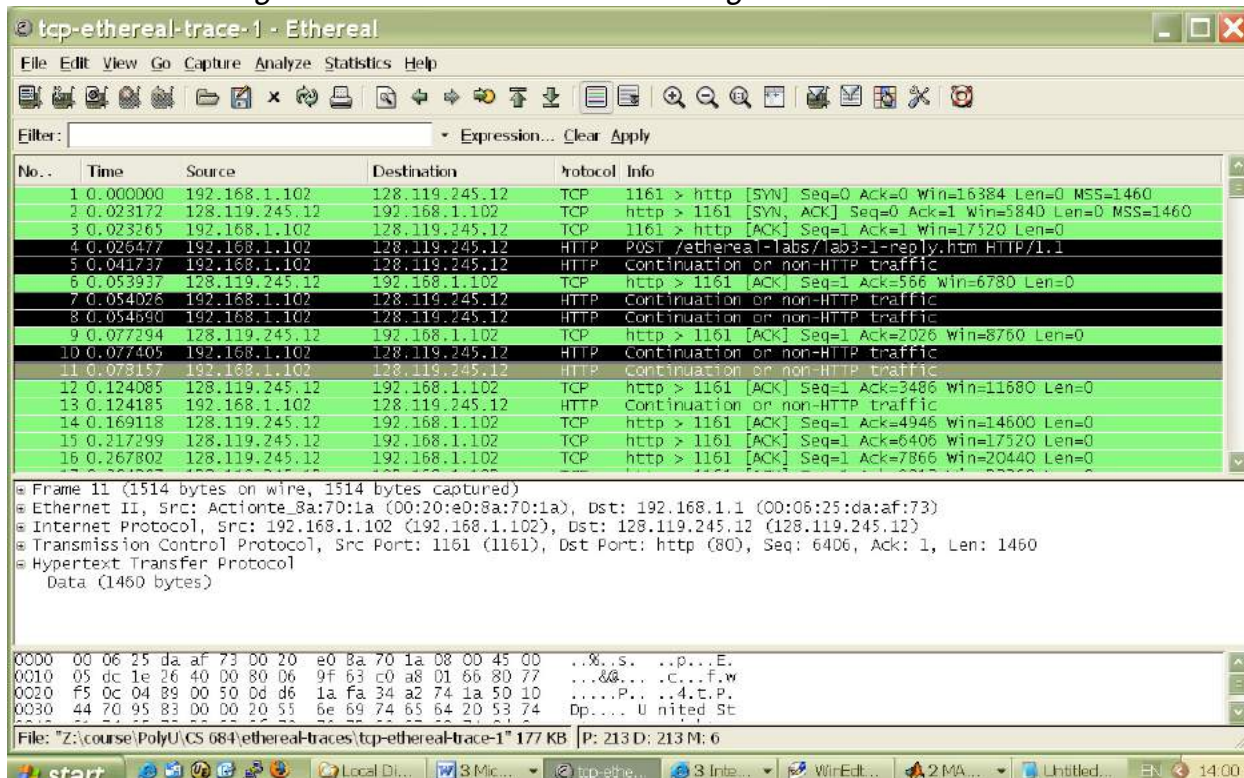 tcp-ethereal-trace-1 - Ethereal
File Edit View Go Capture Analyze Statistics Help
Filter: Expression... Clear Apply
No. . Time Source Destination Protocol Info
1 0.000000 192.168.1.102 128.119.245.12 TCP 1161 > http [SYN] Seq=0 Ack=0 Win=16384 Len=0 MSS=1460
2 0.023172 128.119.245.12 192.168.1.102 TCP http > 1161 [SYN, ACK] Seq=0 Ack=1 Win=5840 Len=0 MSS=1460
3 0.023265 192.168.1.102 128.119.245.12 TCP 1161 > http [ACK] Seq=1 Ack=1 Win=17520 Len=0
4 0.026477 192.168.1.102 128.119.245.12 HTTP POST /ethereal-labs/lab3-1-reply.htm HTTP/1.1
5 0.041737 192.168.1.102 128.119.245.12 HTTP Continuation or non-HTTP traffic
6 0.053937 128.119.245.12 192.168.1.102 TCP http > 1161 [ACK] Seq=1 Ack=566 Win=6780 Len=0
7 0.054026 192.168.1.102 128.119.245.12 HTTP Continuation or non-HTTP traffic
8 0.054690 192.168.1.102 128.119.245.12 HTTP Continuation or non-HTTP traffic
9 0.077294 128.119.245.12 192.168.1.102 TCP http > 1161 [ACK] Seq=1 Ack=2026 Win=8760 Len=0
10 0.077405 192.168.1.102 128.119.245.12 HTTP Continuation or non-HTTP traffic
11 0.078157 192.168.1.102 128.119.245.12 HTTP Continuation or non-HTTP traffic
12 0.124085 128.119.245.12 192.168.1.102 TCP http > 1161 [ACK] Seq=1 Ack=3486 Win=11680 Len=0
13 0.124185 192.168.1.102 128.119.245.12 HTTP Continuation or non-HTTP traffic
14 0.169118 128.119.245.12 192.168.1.102 TCP http > 1161 [ACK] Seq=1 Ack=4946 Win=14600 Len=0
15 0.217299 128.119.245.12 192.168.1.102 TCP http > 1161 [ACK] Seq=1 Ack=6406 Win=17520 Len=0
16 0.267802 128.119.245.12 192.168.1.102 TCP http > 1161 [ACK] Seq=1 Ack=7866 Win=20440 Len=0
Frame 11 (1514 bytes on wire, 1514 bytes captured)
Ethernet II, Src: Actionte_8a:70:1a (00:20:e0:8a:70:1a), Dst: 192.168.1.1 (00:06:25:da:af:73)
Internet Protocol, Src: 192.168.1.102 (192.168.1.102), Dst: 128.119.245.12 (128.119.245.12)
Transmission Control Protocol, Src Port: 1161 (1161), Dst Port: http (80), Seq: 6406, Ack: 1, Len: 1460
Hypertext Transfer Protocol
Data (1460 bytes)
0000 00 06 25 da af 73 00 20 e0 8a 70 1a 08 00 45 00 ..%..s. ..p...E.
0010 05 dc 1e 26 40 00 80 06 9f 63 c0 a8 01 66 80 77 ...&@... .c...f.w
0020 f5 0c 04 89 00 50 0d d6 1a fa 34 a2 74 1a 50 10 .....P.. ..4.t.P.
0030 44 70 95 83 00 00 20 55 6e 69 74 65 64 20 53 74 Dp.... U nited St
File: "Z:\course\PolyU\CS 684\ethereal-traces\tcp-ethereal-trace-1" 177 KB P: 213 D: 213 M: 6
start Local Di... 3 Mic... tcp-ethe... 3 Inte... WinEdt... 2 MA... Untitled... EN 14:00